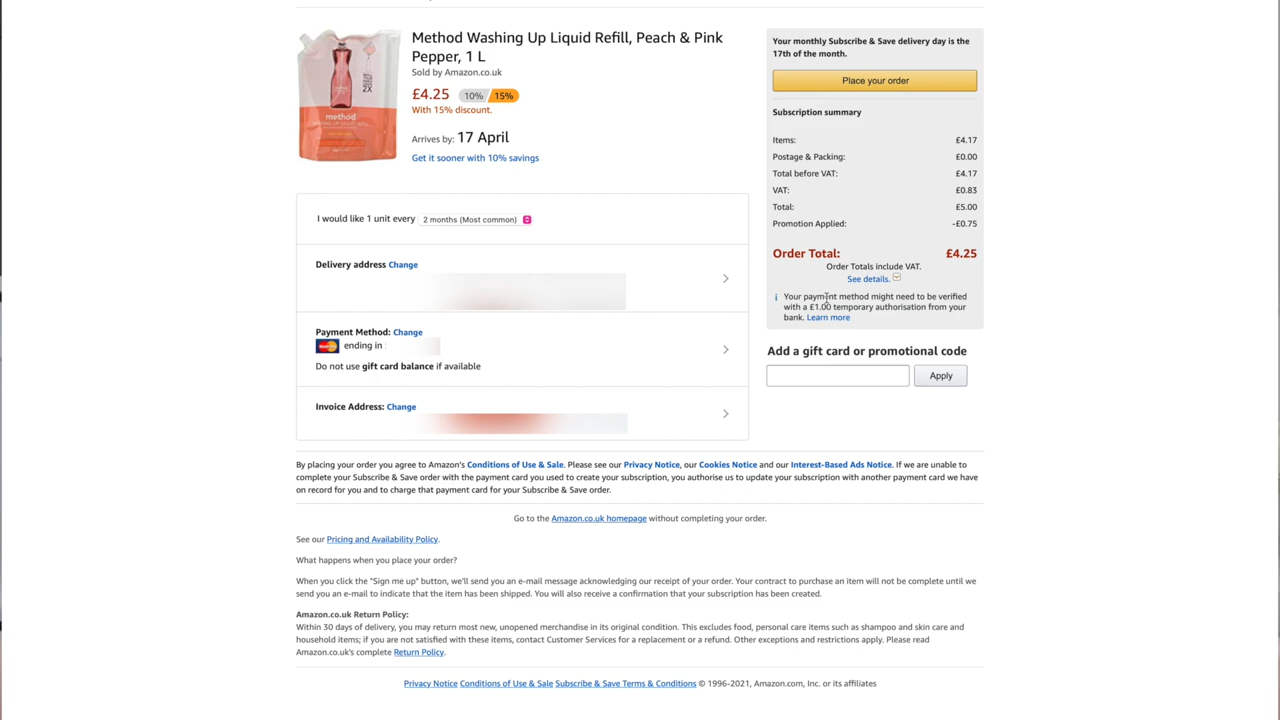 Method Washing Up Liquid Refill, Peach & Pink
Pepper, 1 L
Sold by Amazon.co.uk
£4.25 10% 15%
With 15% discount.
Arrives by: 17 April
Get it sooner with 10% savings
method
I would like 1 unit every 2 months (Most common)
Delivery address Change
Payment Method: Change
ending in
Do not use gift card balance if available
Invoice Address: Change
Your monthly Subscribe & Save delivery day is the
17th of the month.
Place your order
Subscription summary
Items: £4.17
Postage & Packing: £0.00
Total before VAT: £4.17
VAT: £0.83
Total: £5.00
Promotion Applied: -£0.75
Order Total: £4.25
Order Totals include VAT.
See details.
Your payment method might need to be verified
with a £1.00 temporary authorisation from your
bank. Learn more
Add a gift card or promotional code
Apply
By placing your order you agree to Amazon's Conditions of Use & Sale. Please see our Privacy Notice, our Cookies Notice and our Interest-Based Ads Notice. If we are unable to
complete your Subscribe & Save order with the payment card you used to create your subscription, you authorise us to update your subscription with another payment card we have
on record for you and to charge that payment card for your Subscribe & Save order.
Go to the Amazon.co.uk homepage without completing your order.
See our Pricing and Availability Policy.
What happens when you place your order?
When you click the "Sign me up" button, we'll send you an e-mail message acknowledging our receipt of your order. Your contract to purchase an item will not be complete until we
send you an e-mail to indicate that the item has been shipped. You will also receive a confirmation that your subscription has been created.
Amazon.co.uk Return Policy:
Within 30 days of delivery, you may return most new, unopened merchandise in its original condition. This excludes food, personal care items such as shampoo and skin care and
household items; if you are not satisfied with these items, contact Customer Services for a replacement or a refund. Other exceptions and restrictions apply. Please read
Amazon.co.uk's complete Return Policy.
Privacy Notice Conditions of Use & Sale Subscribe & Save Terms & Conditions © 1996-2021, Amazon.com, Inc. or its affiliates